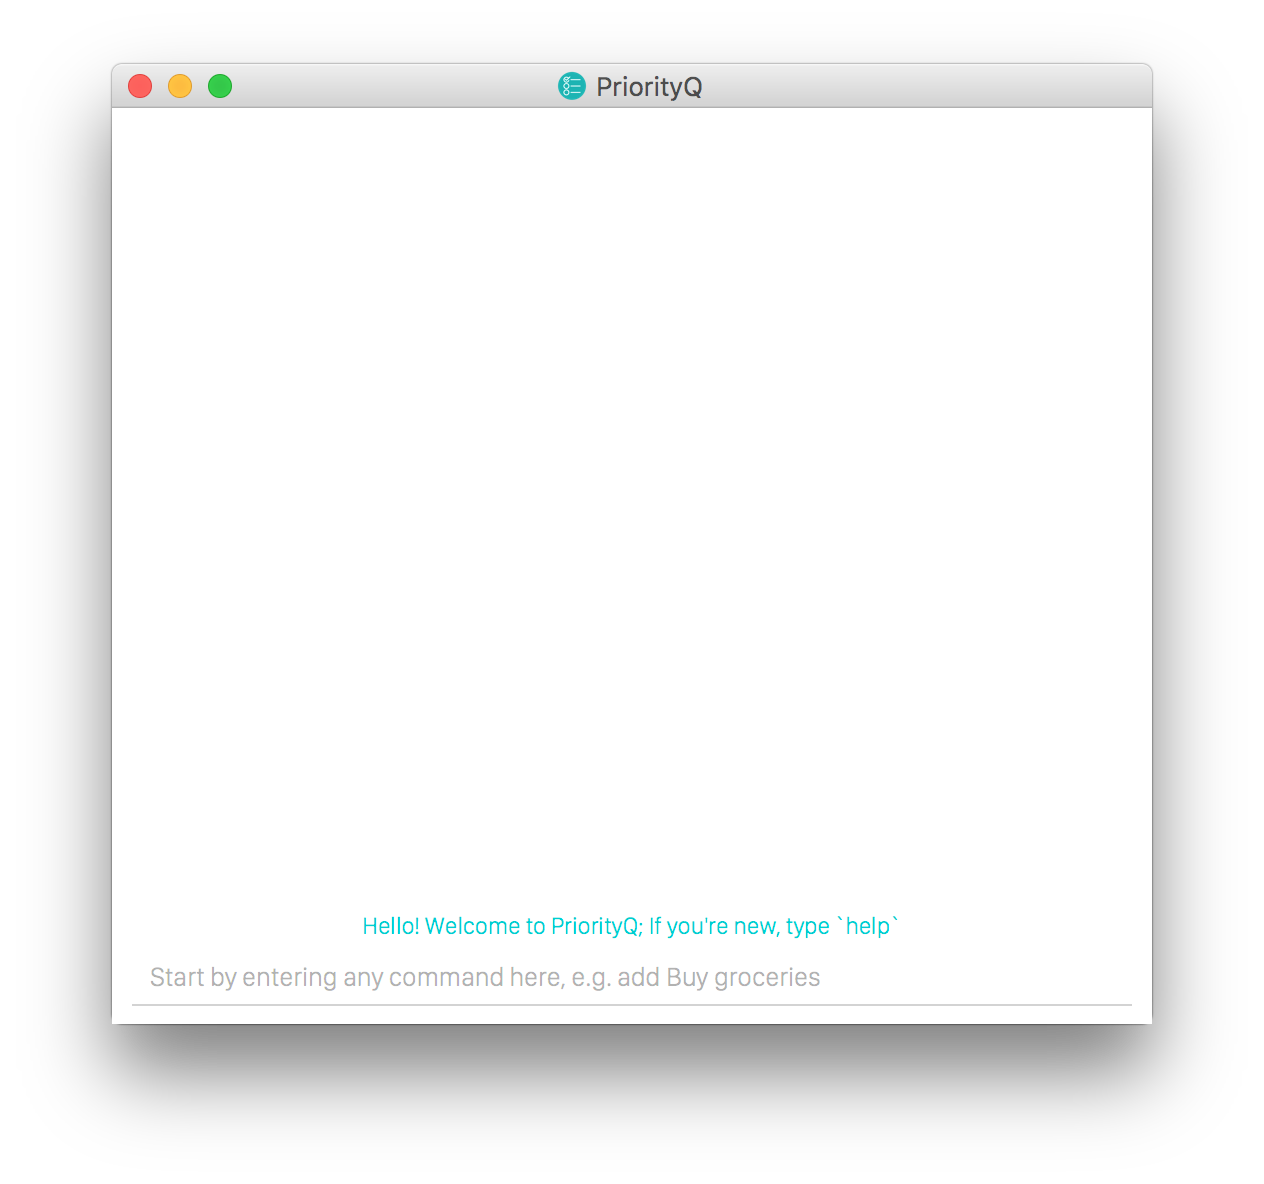 PriorityQ
Hello! Welcome to PriorityQ; If you're new, type `help`
Start by entering any command here, e.g. add Buy groceries